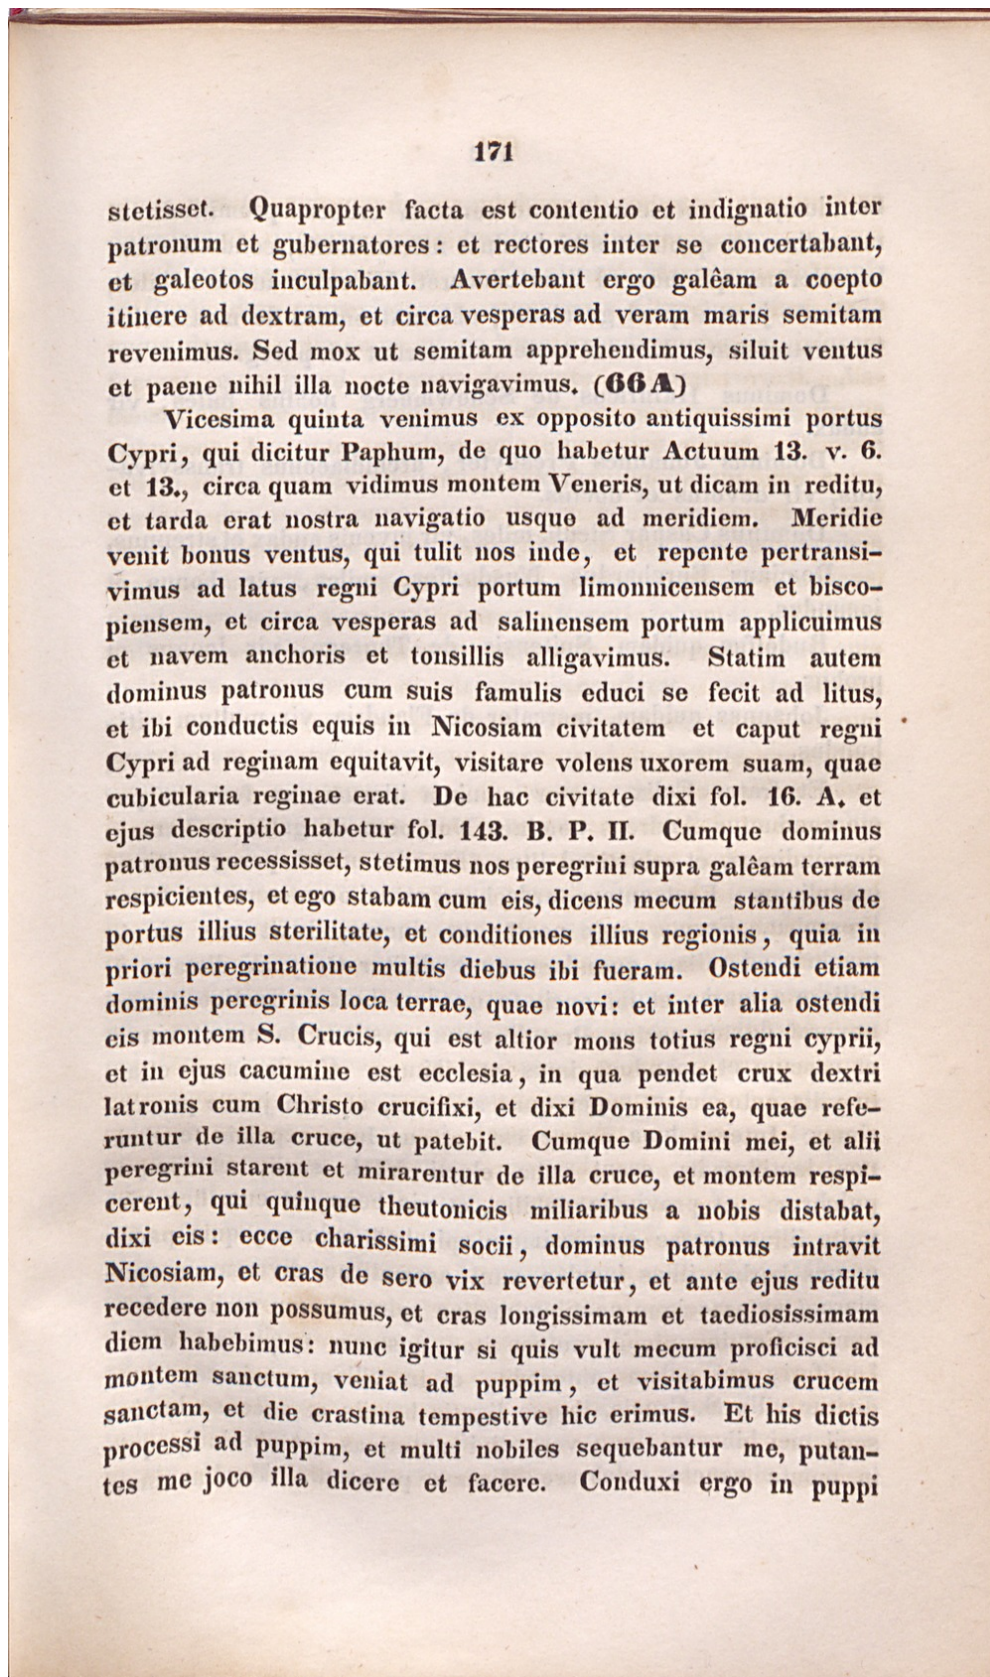 171
stetisset. Quapropter facta est contentio et indignatio inter
patronum et gubernatores: et rectores inter se concertabant,
et galeotos inculpabant. Avertebant ergo galêam a coepto
itinere ad dextram, et circa vesperas ad veram maris semitam
revenimus. Sed mox ut semitam apprehendimus, siluit ventus
et paene nihil illa nocte navigavimus. (66 A)
Vicesima quinta venimus ex opposito antiquissimi portus
Cypri, qui dicitur Paphum, de quo habetur Actuum 13. v. 6.
et 13., circa quam vidimus montem Veneris, ut dicam in reditu,
et tarda erat nostra navigatio usque ad meridiem. Meridie
venit bonus ventus, qui tulit nos inde, et repente pertransi-
vimus ad latus regni Cypri portum limonnicensem et bisco-
piensem, et circa vesperas ad salinensem portum applicuimus
et navem anchoris et tonsillis alligavimus. Statim autem
dominus patronus cum suis famulis educi se fecit ad litus,
et ibi conductis equis in Nicosiam civitatem et caput regni
Cypri ad reginam equitavit, visitare volens uxorem suam, quae
cubicularia reginae erat. De hac civitate dixi fol. 16. A. et
ejus descriptio habetur fol. 143. B. P. II. Cumque dominus
patronus recessisset, stetimus nos peregrini supra galêam terram
respicientes, et ego stabam cum eis, dicens mecum stantibus de
portus illius sterilitate, et conditiones illius regionis, quia in
priori peregrinatione multis diebus ibi fueram. Ostendi etiam
dominis peregrinis loca terrae, quae novi: et inter alia ostendi
eis montem S. Crucis, qui est altior mons totius regni cyprii,
et in ejus cacumine est ecclesia, in qua pendet crux dextri
latronis cum Christo crucifixi, et dixi Dominis ea, quae refe-
runtur de illa cruce, ut patebit. Cumque Domini mei, et alii
peregrini starent et mirarentur de illa cruce, et montem respi-
cerent, qui quinque theutonicis miliaribus a nobis distabat,
dixi eis: ecce charissimi socii, dominus patronus intravit
Nicosiam, et cras de sero vix revertetur, et ante ejus reditu
recedere non possumus, et cras longissimam et taediosissimam
diem habebimus: nunc igitur si quis vult mecum proficisci ad
montem sanctum, veniat ad puppim, et visitabimus crucem
sanctam, et die crastina tempestive hic erimus. Et his dictis
processi ad puppim, et multi nobiles sequebantur me, putan-
tes me joco illa dicere et facere. Conduxi ergo in puppi